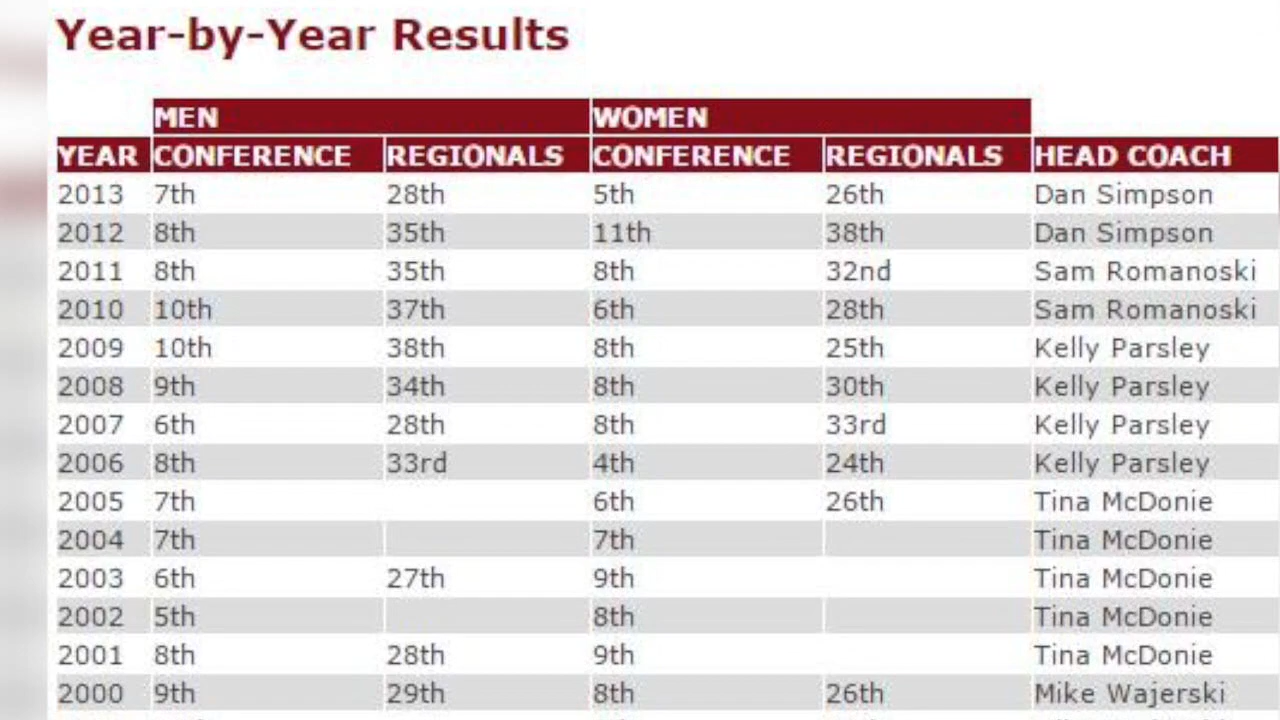 Year-by-Year Results
MEN WOMEN
YEAR CONFERENCE REGIONALS CONFERENCE REGIONALS HEAD COACH
2013 7th 28th 5th 26th Dan Simpson
2012 8th 35th 11th 38th Dan Simpson
2011 8th 35th 8th 32nd Sam Romanoski
2010 10th 37th 6th 28th Sam Romanoski
2009 10th 38th 8th 25th Kelly Parsley
2008 9th 34th 8th 30th Kelly Parsley
2007 6th 28th 8th 33rd Kelly Parsley
2006 8th 33rd 4th 24th Kelly Parsley
2005 7th 6th 26th Tina McDonie
2004 7th 7th Tina McDonie
2003 6th 27th 9th Tina McDonie
2002 5th 8th Tina McDonie
2001 8th 28th 9th Tina McDonie
2000 9th 29th 8th 26th Mike Wajerski